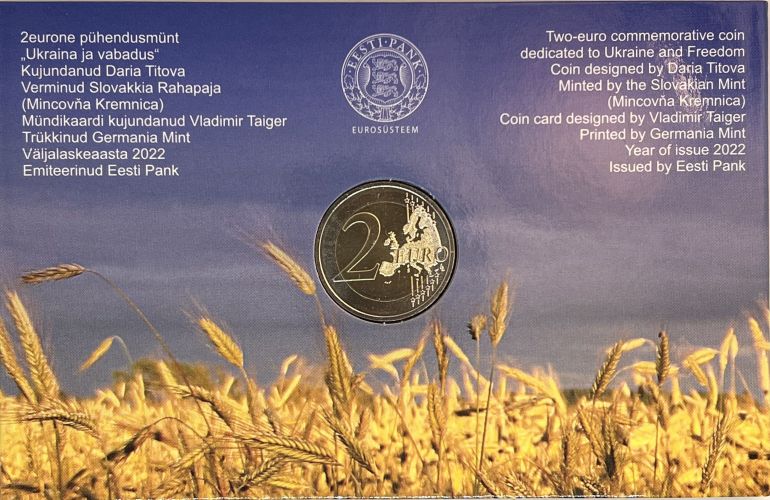 2eurone pühendusmünt
„Ukraina ja vabadus"
Kujundanud Daria Titova
Verminud Slovakkia Rahapaja
(Mincovňa Kremnica)
Mündikaardi kujundanud Vladimir Taiger
Trükkinud Germania Mint
Väljalaskeaasta 2022
Emiteerinud Eesti Pank
EESTI·PANK
EUROSÜSTEEM
Two-euro commemorative coin
dedicated to Ukraine and Freedom
Coin designed by Daria Titova
Minted by the Slovakian Mint
(Mincovňa Kremnica)
Coin card designed by Vladimir Taiger
Printed by Germania Mint
Year of issue 2022
Issued by Eesti Pank
2 EURO